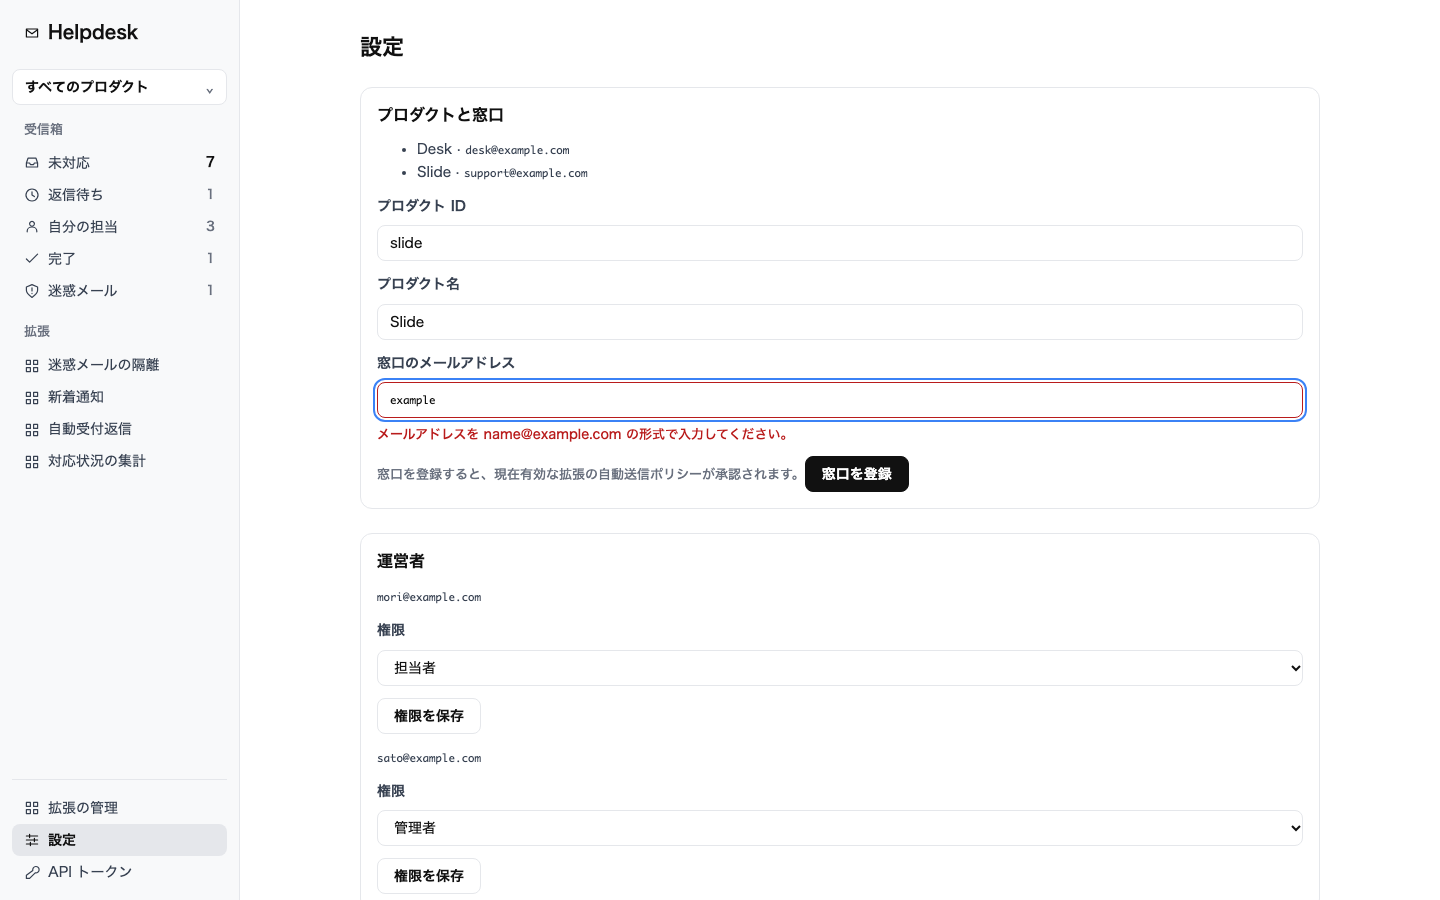 Helpdesk
すべてのプロダクト
受信箱
未対応 7
返信待ち 1
自分の担当 3
完了 1
迷惑メール 1
拡張
迷惑メールの隔離
新着通知
自動受付返信
対応状況の集計
拡張の管理
設定
API トークン
設定
プロダクトと窓口
• Desk · desk@example.com
• Slide · support@example.com
プロダクト ID
slide
プロダクト名
Slide
窓口のメールアドレス
example
メールアドレスを name@example.com の形式で入力してください。
窓口を登録すると、現在有効な拡張の自動送信ポリシーが承認されます。 窓口を登録
運営者
mori@example.com
権限
担当者
権限を保存
sato@example.com
権限
管理者
権限を保存